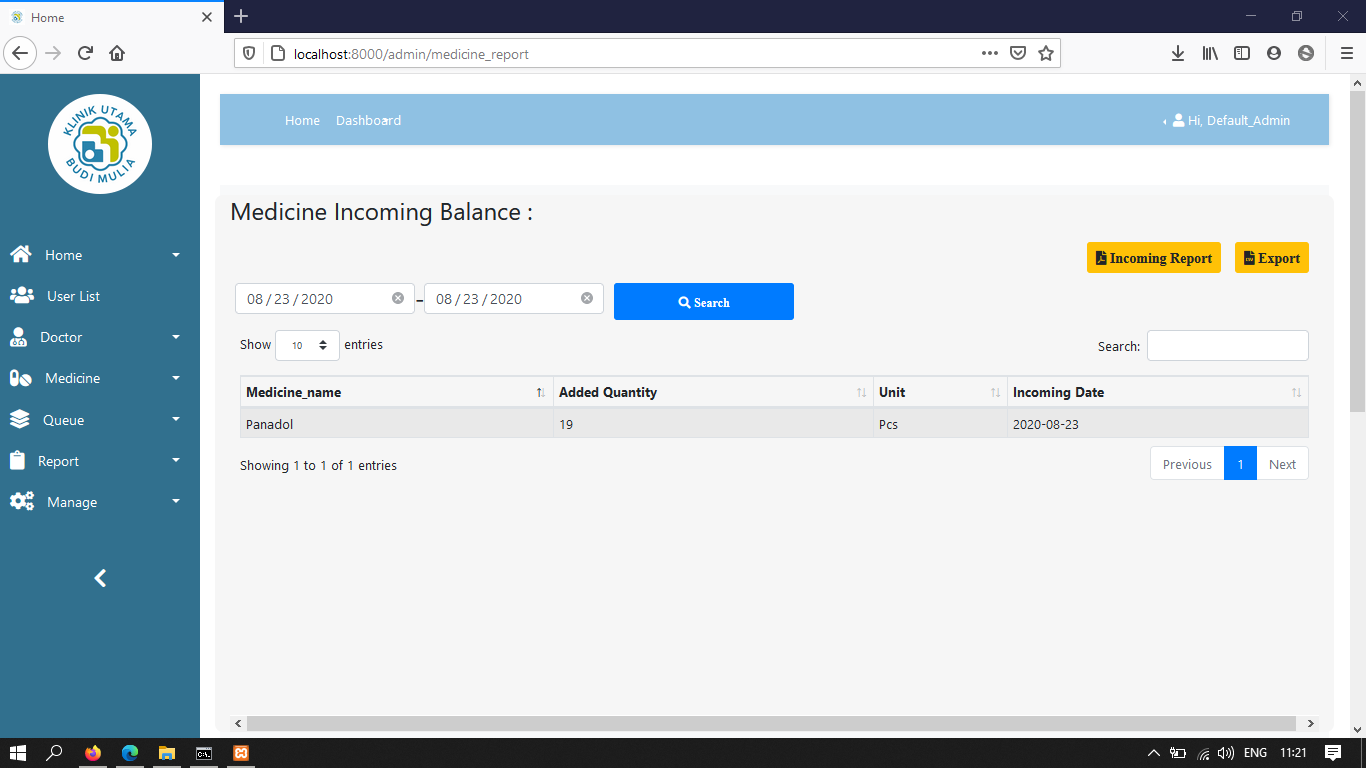 Home
localhost:8000/admin/medicine_report
KLINIK UTAMA
BUDI MULIA
Home Dashboard Hi, Default_Admin
Home
User List
Doctor
Medicine
Queue
Report
Manage
Medicine Incoming Balance :
Incoming Report Export
08 / 23 / 2020 – 08 / 23 / 2020 Search
Show 10 entries Search:
Medicine_name Added Quantity Unit Incoming Date
Panadol 19 Pcs 2020-08-23
Showing 1 to 1 of 1 entries Previous 1 Next
ENG 11:21